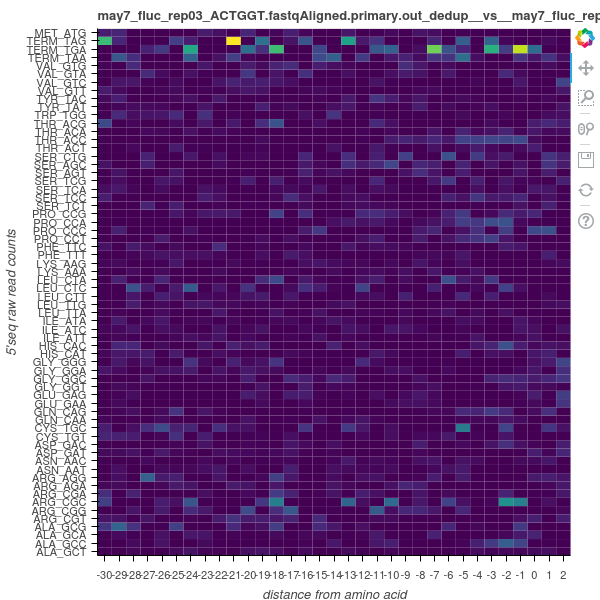 may7_fluc_rep03_ACTGGT.fastqAligned.primary.out_dedup__vs__may7_fluc_rep
MET_ATG
TERM_TAG
TERM_TGA
TERM_TAA
VAL_GTG
VAL_GTA
VAL_GTC
VAL_GTT
TYR_TAC
TYR_TAT
TRP_TGG
THR_ACG
THR_ACA
THR_ACC
THR_ACT
SER_CTG
SER_AGC
SER_AGT
SER_TCG
SER_TCA
SER_TCC
SER_TCT
PRO_CCG
PRO_CCA
PRO_CCC
PRO_CCT
PHE_TTC
PHE_TTT
LYS_AAG
LYS_AAA
LEU_CTA
LEU_CTC
LEU_CTT
LEU_TTG
LEU_TTA
ILE_ATA
ILE_ATC
ILE_ATT
HIS_CAC
HIS_CAT
GLY_GGG
GLY_GGA
GLY_GGC
GLY_GGT
GLU_GAG
GLU_GAA
GLN_CAG
GLN_CAA
CYS_TGC
CYS_TGT
ASP_GAC
ASP_GAT
ASN_AAC
ASN_AAT
ARG_AGG
ARG_AGA
ARG_CGA
ARG_CGC
ARG_CGG
ARG_CGT
ALA_GCG
ALA_GCA
ALA_GCC
ALA_GCT
5'seq raw read counts
-30 -29 -28 -27 -26 -25 -24 -23 -22 -21 -20 -19 -18 -17 -16 -15 -14 -13 -12 -11 -10 -9 -8 -7 -6 -5 -4 -3 -2 -1 0 1 2
distance from amino acid